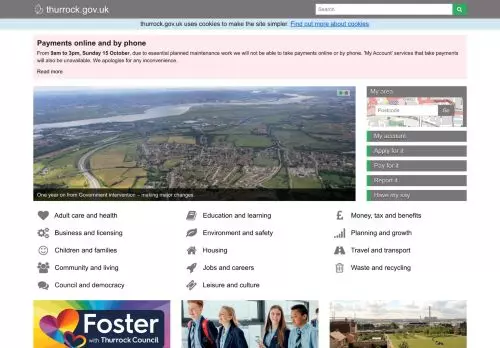 thurrock.gov.uk
Search
thurrock.gov.uk uses cookies to make the site simpler. Find out more about cookies.
Payments online and by phone
From 9am to 3pm, Sunday 15 October, due to essential planned maintenance work we will not be able to take payments online or by phone. 'My Account' services that take payments
will also be unavailable. We apologies for any inconvenience.
Read more
My area
Postcode
Go
My account
Apply for it
Pay for it
Report it
Have my say
One year on from Government intervention – making major changes
Adult care and health
Education and learning
Money, tax and benefits
Business and licensing
Environment and safety
Planning and growth
Children and families
Housing
Travel and transport
Community and living
Jobs and careers
Waste and recycling
Council and democracy
Leisure and culture
Foster
with Thurrock Council